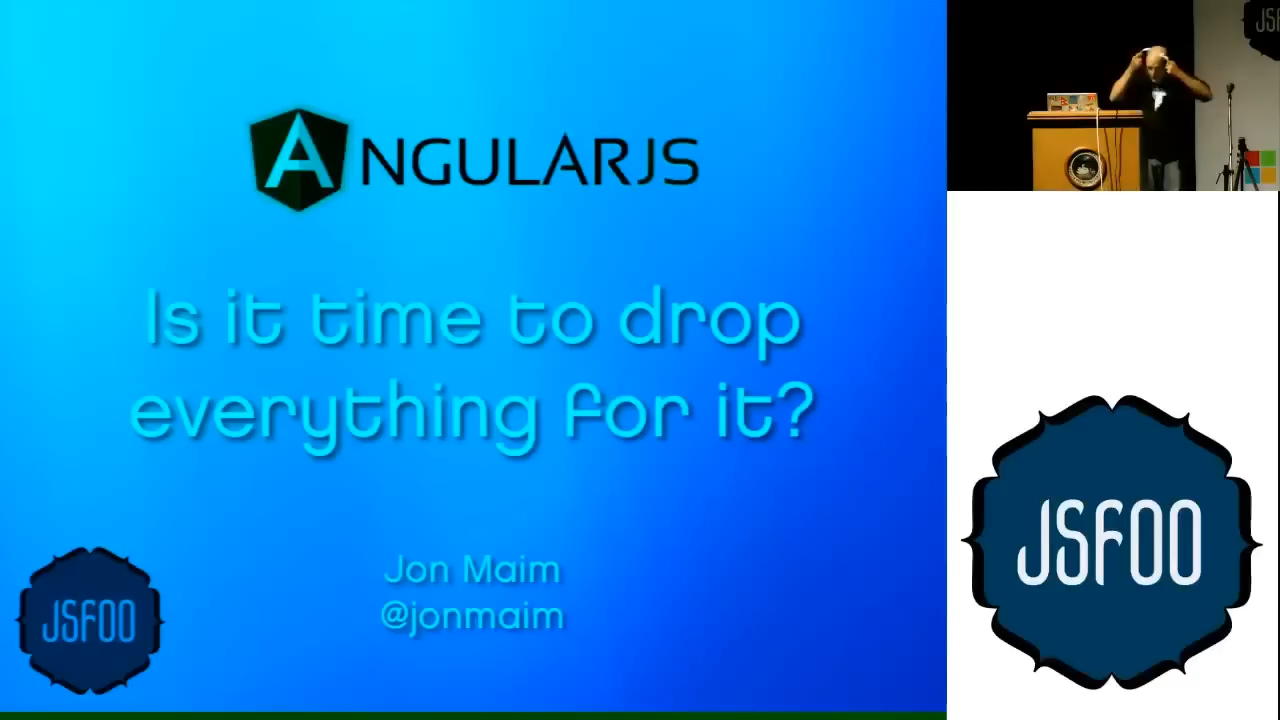 ANGULARJS
Is it time to drop
everything for it?
Jon Maim
@jonmaim
JSFOO
JSFOO